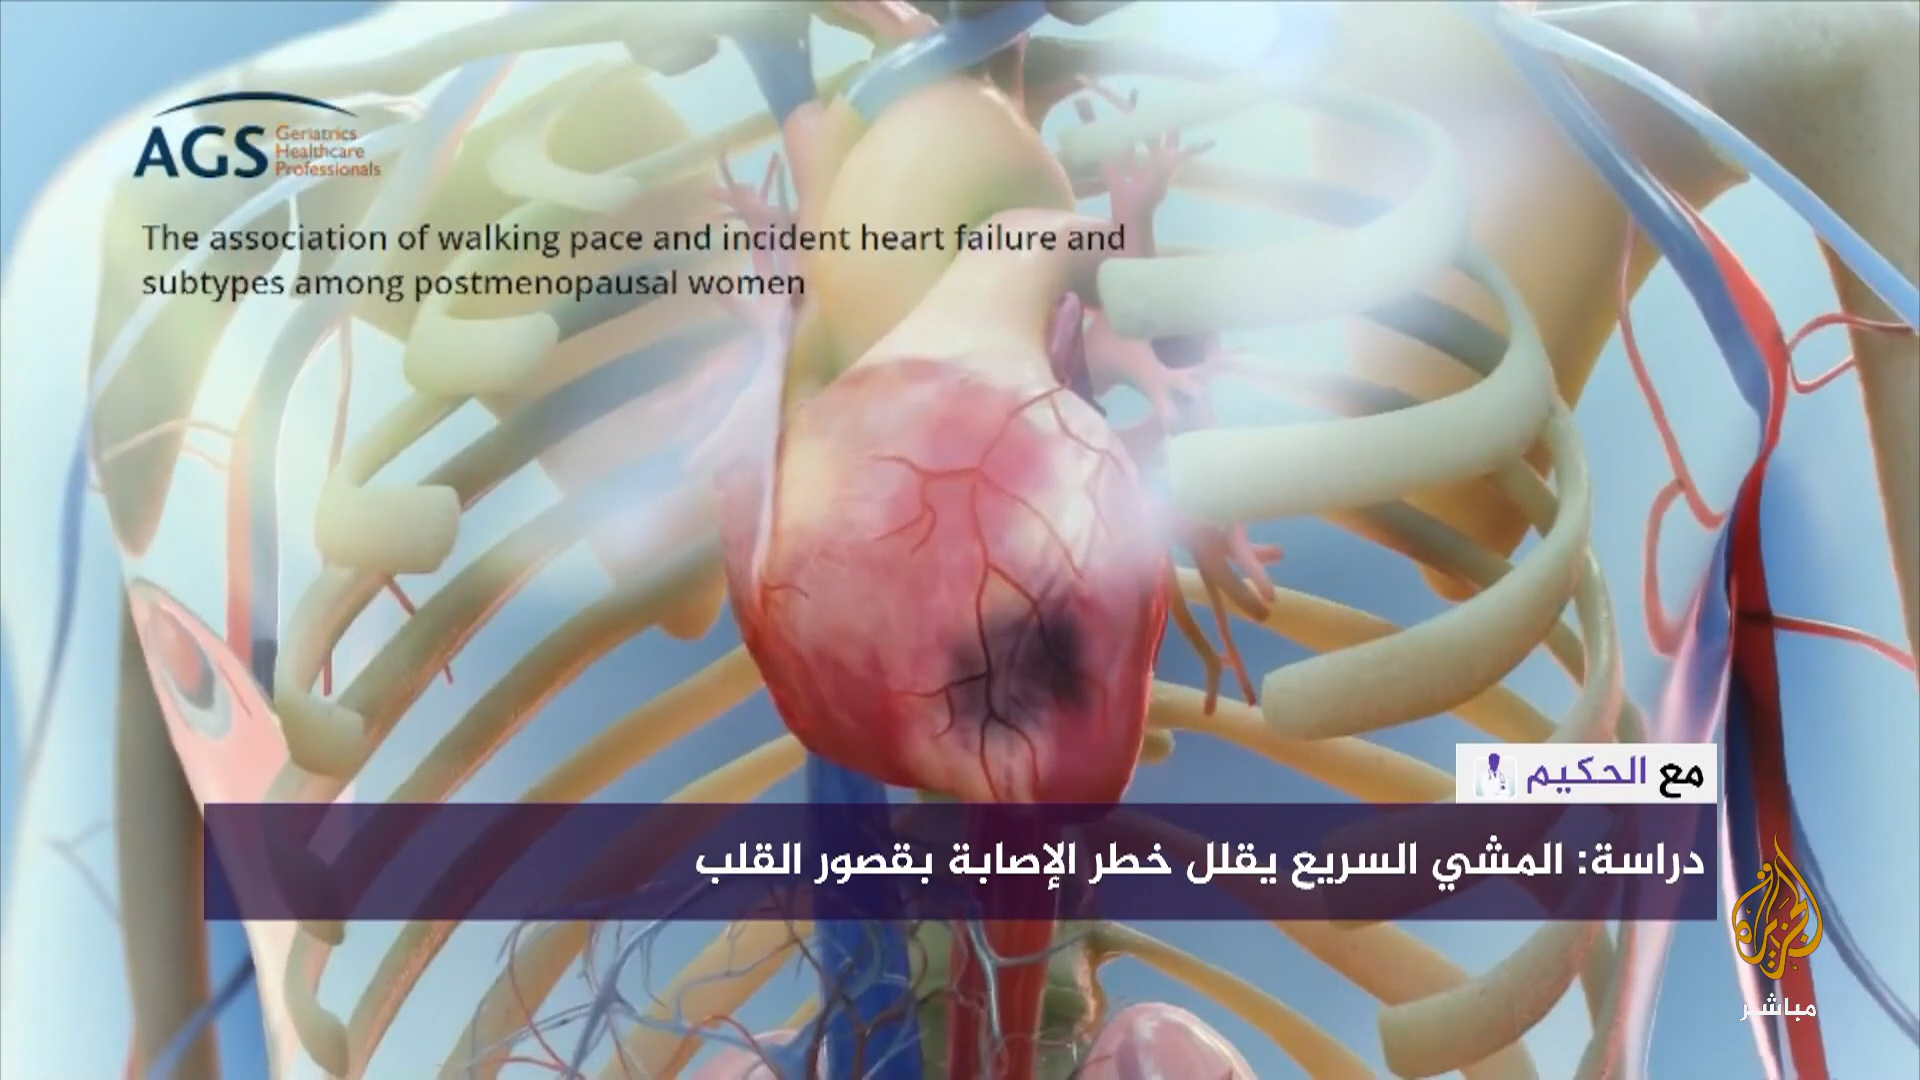 AGS Geriatrics
Healthcare
Professionals
The association of walking pace and incident heart failure and
subtypes among postmenopausal women
مع الحكيم
دراسة: المشي السريع يقلل خطر الإصابة بقصور القلب
الجزيرة
مباشر